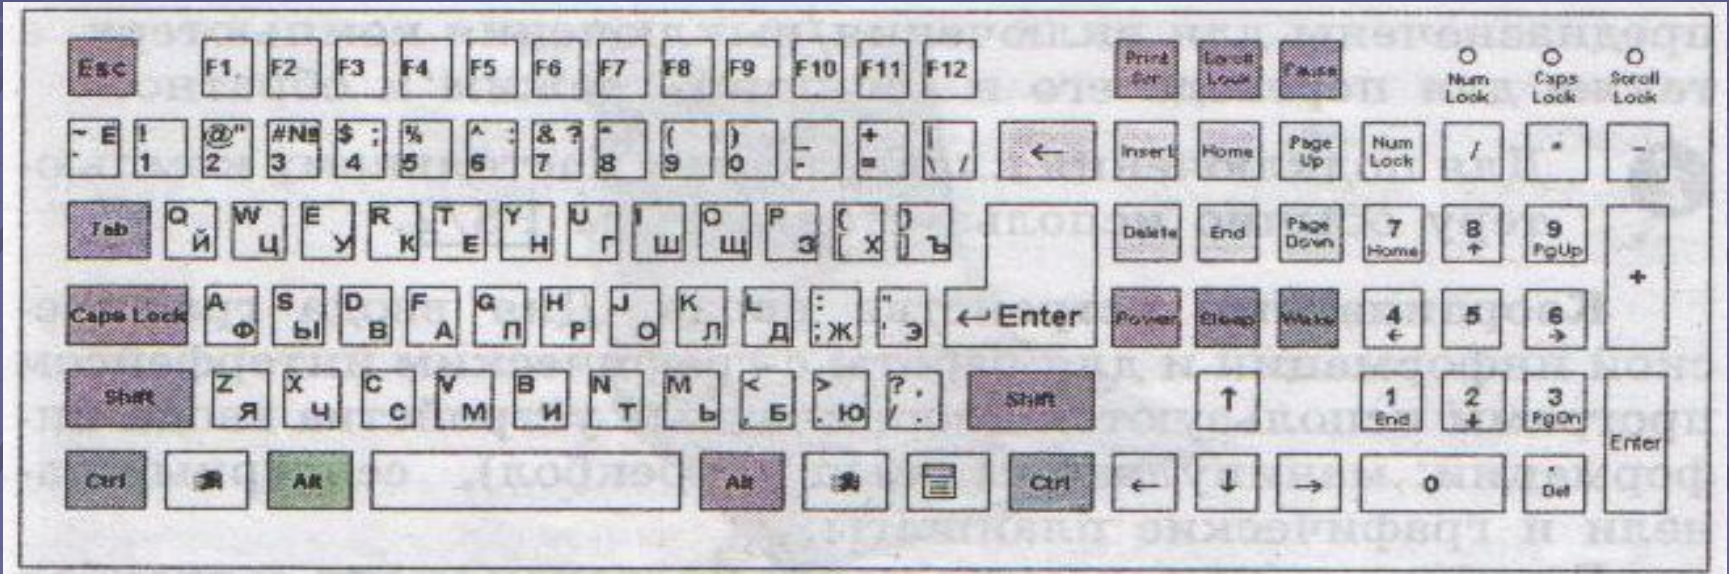 Esc F1 F2 F3 F4 F5 F6 F7 F8 F9 F10 F11 F12 Print Scr Scroll Lock Pause Num Lock Caps Lock Scroll Lock
~ Ё ` ! 1 @" 2 #№ 3 $ ; 4 % 5 ^ : 6 & ? 7 * 8 ( 9 ) 0 _ - + = | \ / ← Insert Home Page Up Num Lock / * -
Tab Q Й W Ц E У R К T Е Y Н U Г I Ш O Щ P З { [ Х } ] Ъ Delete End Page Down 7 Home 8 ↑ 9 PgUp +
Caps Lock A Ф S Ы D В F А G П H Р J О K Л L Д : ; Ж " ' Э ↵ Enter Power Sleep Wake 4 ← 5 6 →
Shift Z Я X Ч C С V М B И N Т M Ь < , Б > . Ю ? , / . Shift ↑ 1 End 2 ↓ 3 PgDn Enter
Ctrl Alt Alt Ctrl ← ↓ → 0 . Del